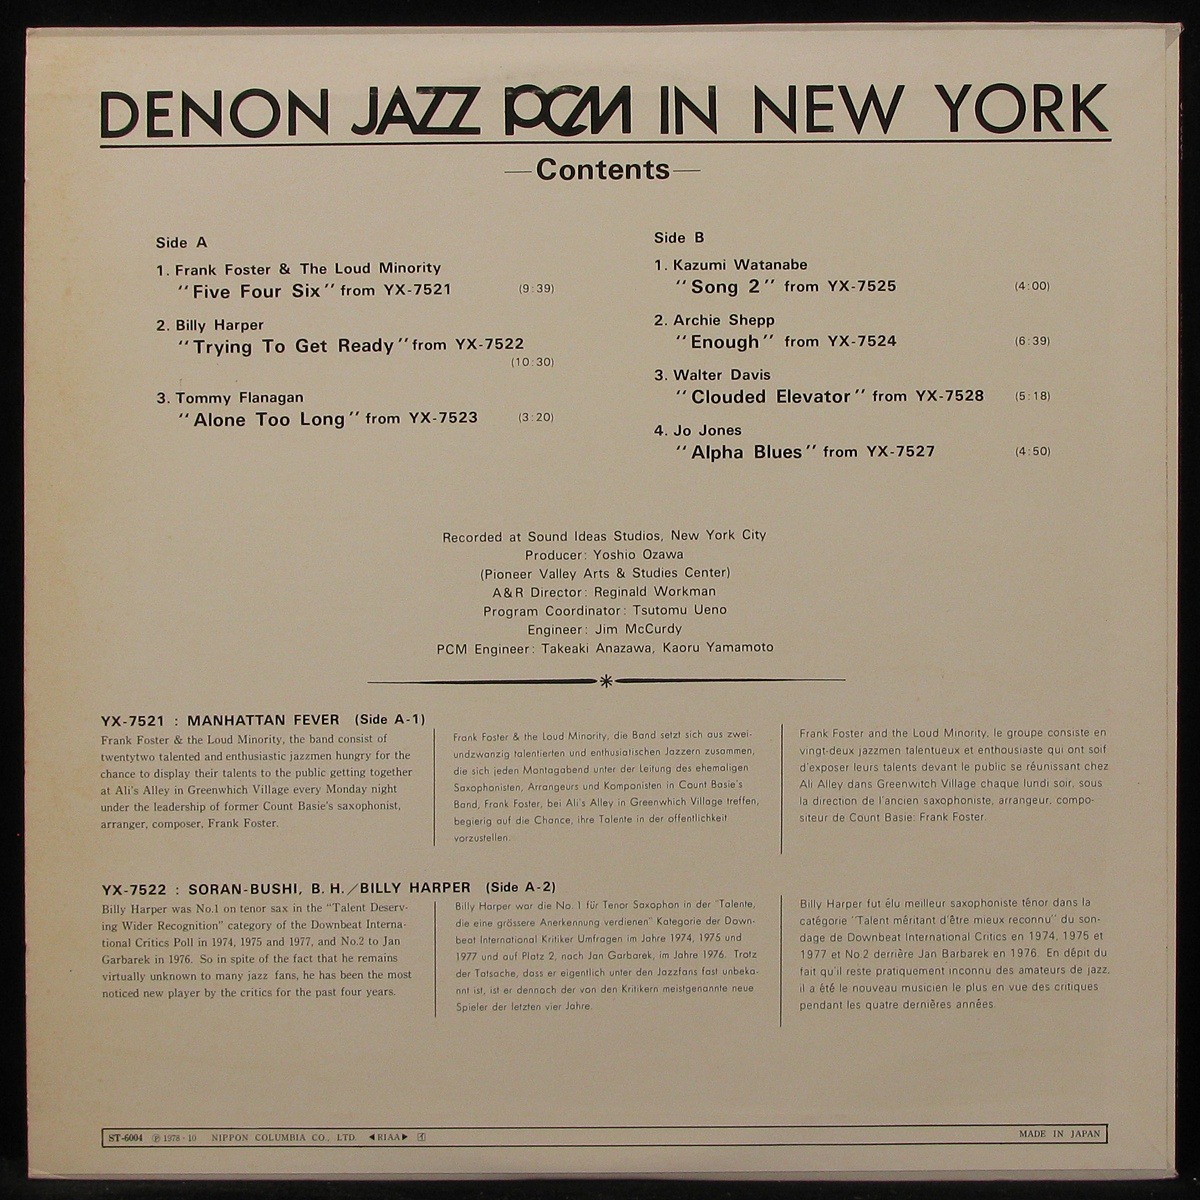 DENON JAZZ PCM IN NEW YORK
—Contents—
Side A
1. Frank Foster & The Loud Minority
"Five Four Six" from YX-7521 (9:39)
2. Billy Harper
"Trying To Get Ready" from YX-7522
(10:30)
3. Tommy Flanagan
"Alone Too Long" from YX-7523 (3:20)
Side B
1. Kazumi Watanabe
"Song 2" from YX-7525 (4:00)
2. Archie Shepp
"Enough" from YX-7524 (6:39)
3. Walter Davis
"Clouded Elevator" from YX-7528 (5:18)
4. Jo Jones
"Alpha Blues" from YX-7527 (4:50)
Recorded at Sound Ideas Studios, New York City
Producer: Yoshio Ozawa
(Pioneer Valley Arts & Studies Center)
A&R Director: Reginald Workman
Program Coordinator: Tsutomu Ueno
Engineer: Jim McCurdy
PCM Engineer: Takeaki Anazawa, Kaoru Yamamoto
YX-7521 : MANHATTAN FEVER (Side A-1)
Frank Foster & the Loud Minority, the band consist of
twentytwo talented and enthusiastic jazzmen hungry for the
chance to display their talents to the public getting together
at Ali's Alley in Greenwhich Village every Monday night
under the leadership of former Count Basie's saxophonist,
arranger, composer, Frank Foster.
Frank Foster & the Loud Minority, die Band setzt sich aus zwei-
undzwanzig talentierten und enthusiatischen Jazzern zusammen,
die sich jeden Mantagabend unter der Leitung des ehemaligen
Saxophonisten, Arrangeurs und Komponisten in Count Basie's
Band, Frank Foster, bei Ali's Alley in Greenwhich Village treffen,
begierig auf die Chance, ihre Talente in der offentlichkeit
vorzustellen.
Frank Foster and the Loud Minority, le groupe consiste en
vingt-deux jazzmen talentueux et enthousiaste qui ont soif
d'exposer leurs talents devant le public se réunissant chez
Ali Alley dans Greenwitch Village chaque lundi soir, sous
la direction de l'ancien saxophoniste, arrangeur, compo-
siteur de Count Basie: Frank Foster.
YX-7522 : SORAN-BUSHI, B. H./BILLY HARPER (Side A-2)
Billy Harper was No.1 on tenor sax in the "Talent Deserv-
ing Wider Recognition" category of the Downbeat Interna-
tional Critics Poll in 1974, 1975 and 1977, and No.2 to Jan
Garbarek in 1976. So in spite of the fact that he remains
virtually unknown to many jazz fans, he has been the most
noticed new player by the critics for the past four years.
Billy Harper war die No. 1 für Tenor Saxophon in der "Talente,
die eine grössere Anerkennung verdienen" Kategorie der Down-
beat International Kritiker Umfragen im Jahre 1974, 1975 und
1977 und auf Platz 2, nach Jan Garbarek, im Jahre 1976. Trotz
der Tatsache, dass er eigentlich unter den Jazzfans fast unbeka-
nnt ist, ist er dennoch der von den Kritikern meistgenannte neue
Spieler der letzten vier Jahre.
Billy Harper fut élu meilleur saxophoniste ténor dans la
catégorie "Talent méritant d'être mieux reconnu" du son-
dage de Downbeat International Critics en 1974, 1975 et
1977 et No.2 derrière Jan Barbarek en 1976. En dépit du
fait qu'il reste pratiquement inconnu des amateurs de jazz,
il a été le nouveau musicien le plus en vue des critiques
pendant les quatre dernières années.
ST-6004 Ⓟ 1978·10 NIPPON COLUMBIA CO., LTD. ◀RIAA▶ MADE IN JAPAN